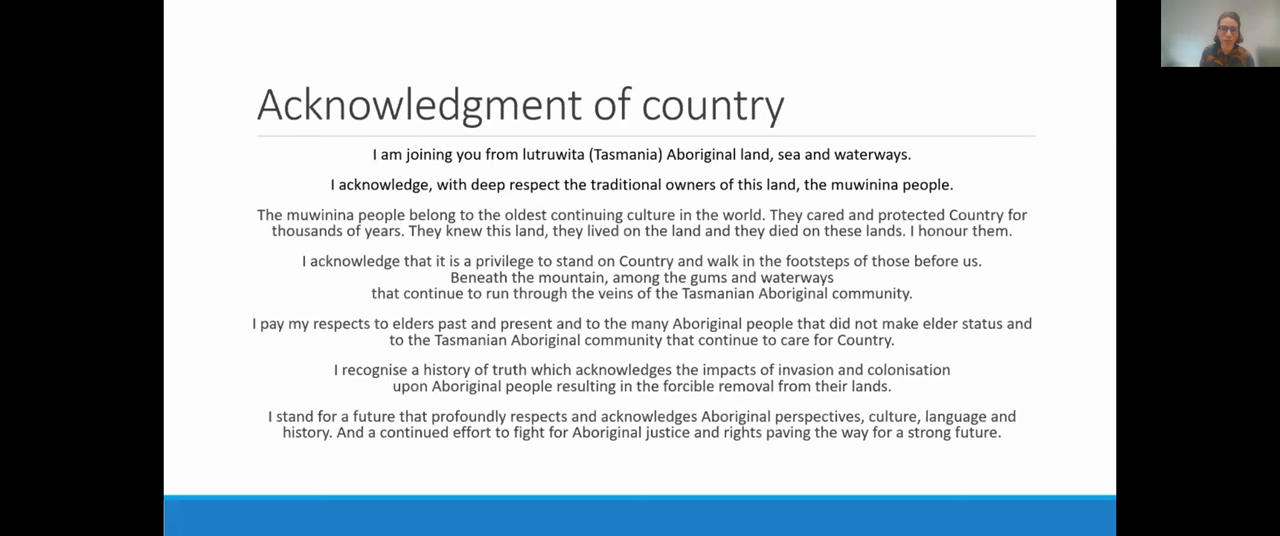 Acknowledgment of country
I am joining you from lutruwita (Tasmania) Aboriginal land, sea and waterways.
I acknowledge, with deep respect the traditional owners of this land, the muwinina people.
The muwinina people belong to the oldest continuing culture in the world. They cared and protected Country for
thousands of years. They knew this land, they lived on the land and they died on these lands. I honour them.
I acknowledge that it is a privilege to stand on Country and walk in the footsteps of those before us.
Beneath the mountain, among the gums and waterways
that continue to run through the veins of the Tasmanian Aboriginal community.
I pay my respects to elders past and present and to the many Aboriginal people that did not make elder status and
to the Tasmanian Aboriginal community that continue to care for Country.
I recognise a history of truth which acknowledges the impacts of invasion and colonisation
upon Aboriginal people resulting in the forcible removal from their lands.
I stand for a future that profoundly respects and acknowledges Aboriginal perspectives, culture, language and
history. And a continued effort to fight for Aboriginal justice and rights paving the way for a strong future.